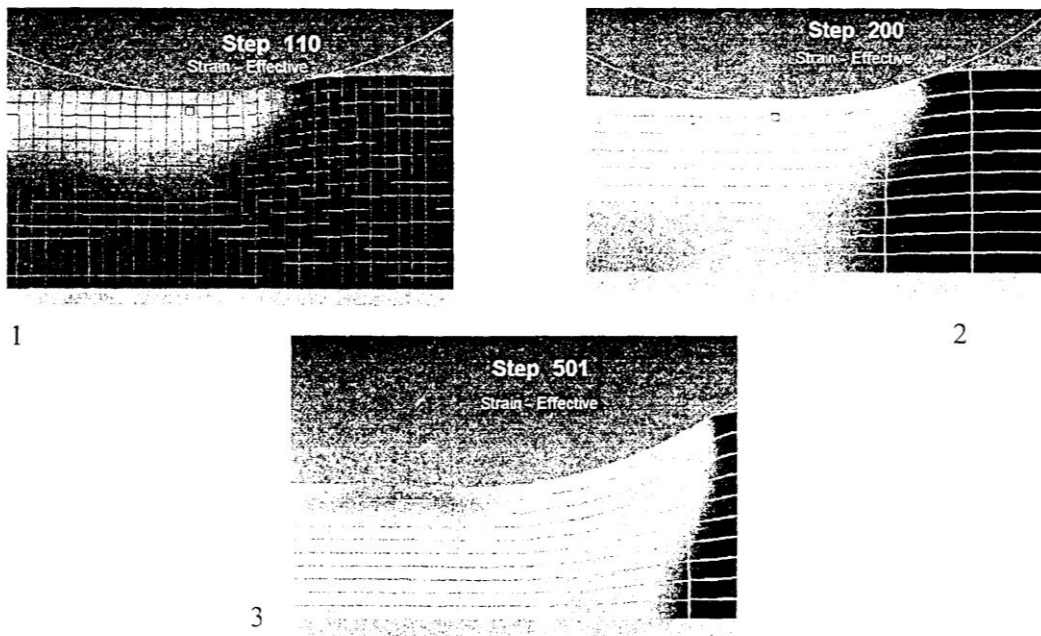 Step 110
Strain - Effective
Step 200
Strain - Effective
1
2
Step 501
Strain - Effective
3